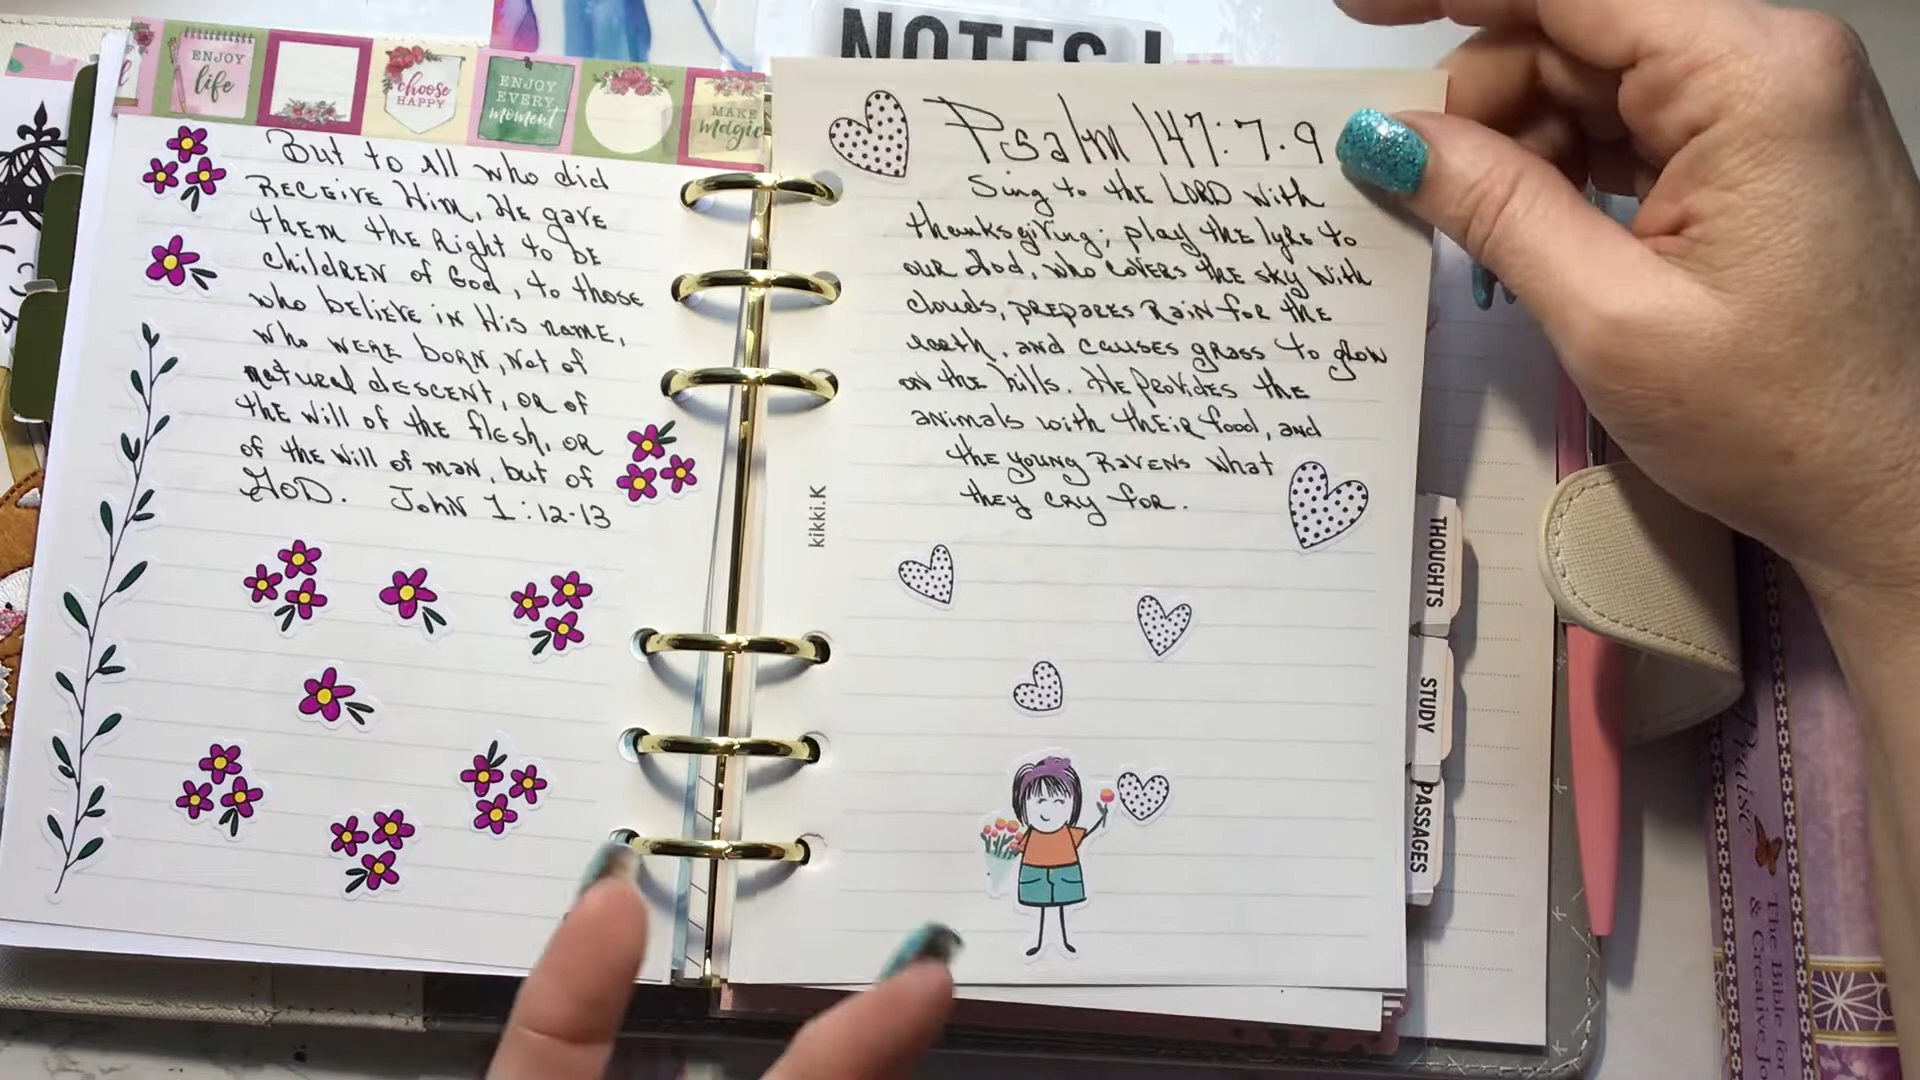 NOTES
ENJOY
life
choose
HAPPY
ENJOY
EVERY
moment
MAKE
magic
But to All who did
RECEIVE Him, HE gave
THEM the Right to BE
childREN of God, to those
who believe in His name,
who WERE born, Not of
natural dESCENT, OR of
the will of the flesh, OR
of the will of man, but of
GOD. John 1:12-13
kikki.K
Psalm 147:7-9
Sing to the LORD with
thanksgiving; play the lyre to
OUR God, who covers the sky with
clouds, prepares Rain for the
earth, and causes grass to grow
on the hills. He provides the
animals with their food, and
the young Ravens what
they cry for.
THOUGHTS
STUDY
PASSAGES
Praise
The Bible for
& Creative Jo